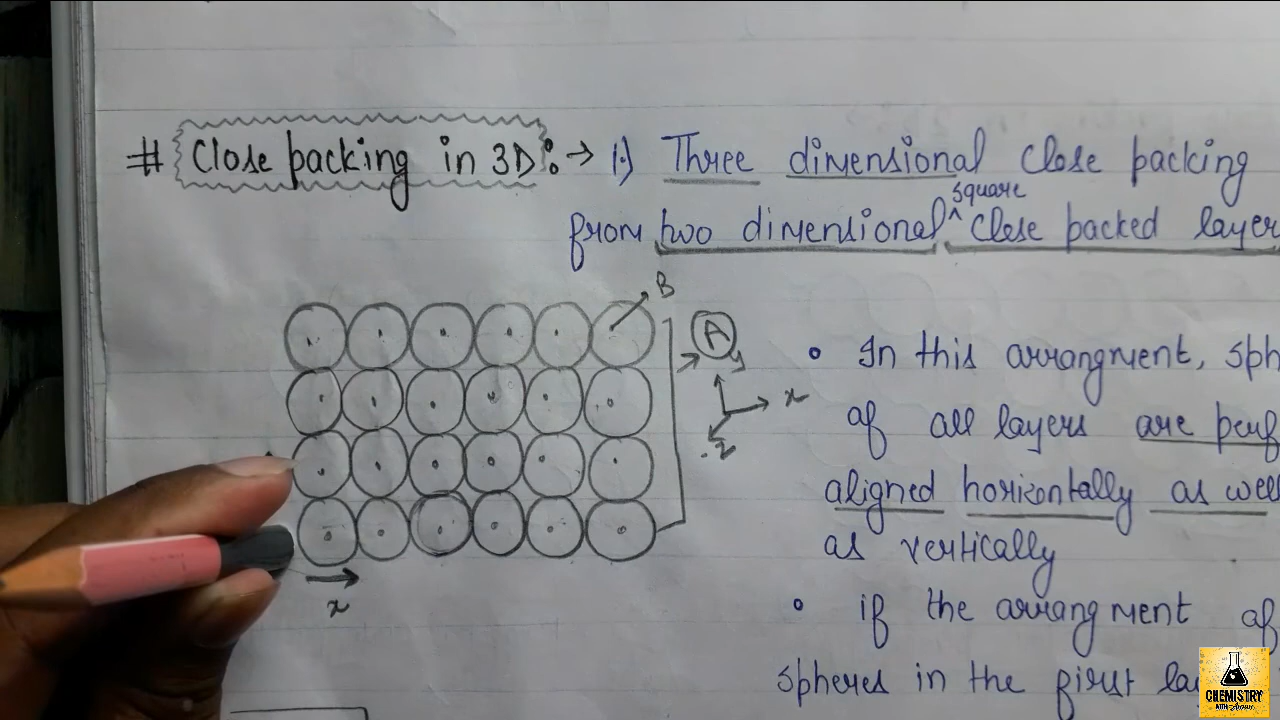 # Close packing in 3D: → 1.) Three dimensional close packing
from two dimensional ^ square close packed layer
B
A
y
x
z
x
• In this arrangment, sph
of all layers are perf
aligned horizontally as well
as vertically
• if the arrangment of
spheres in the first la
CHEMISTRY
WITH